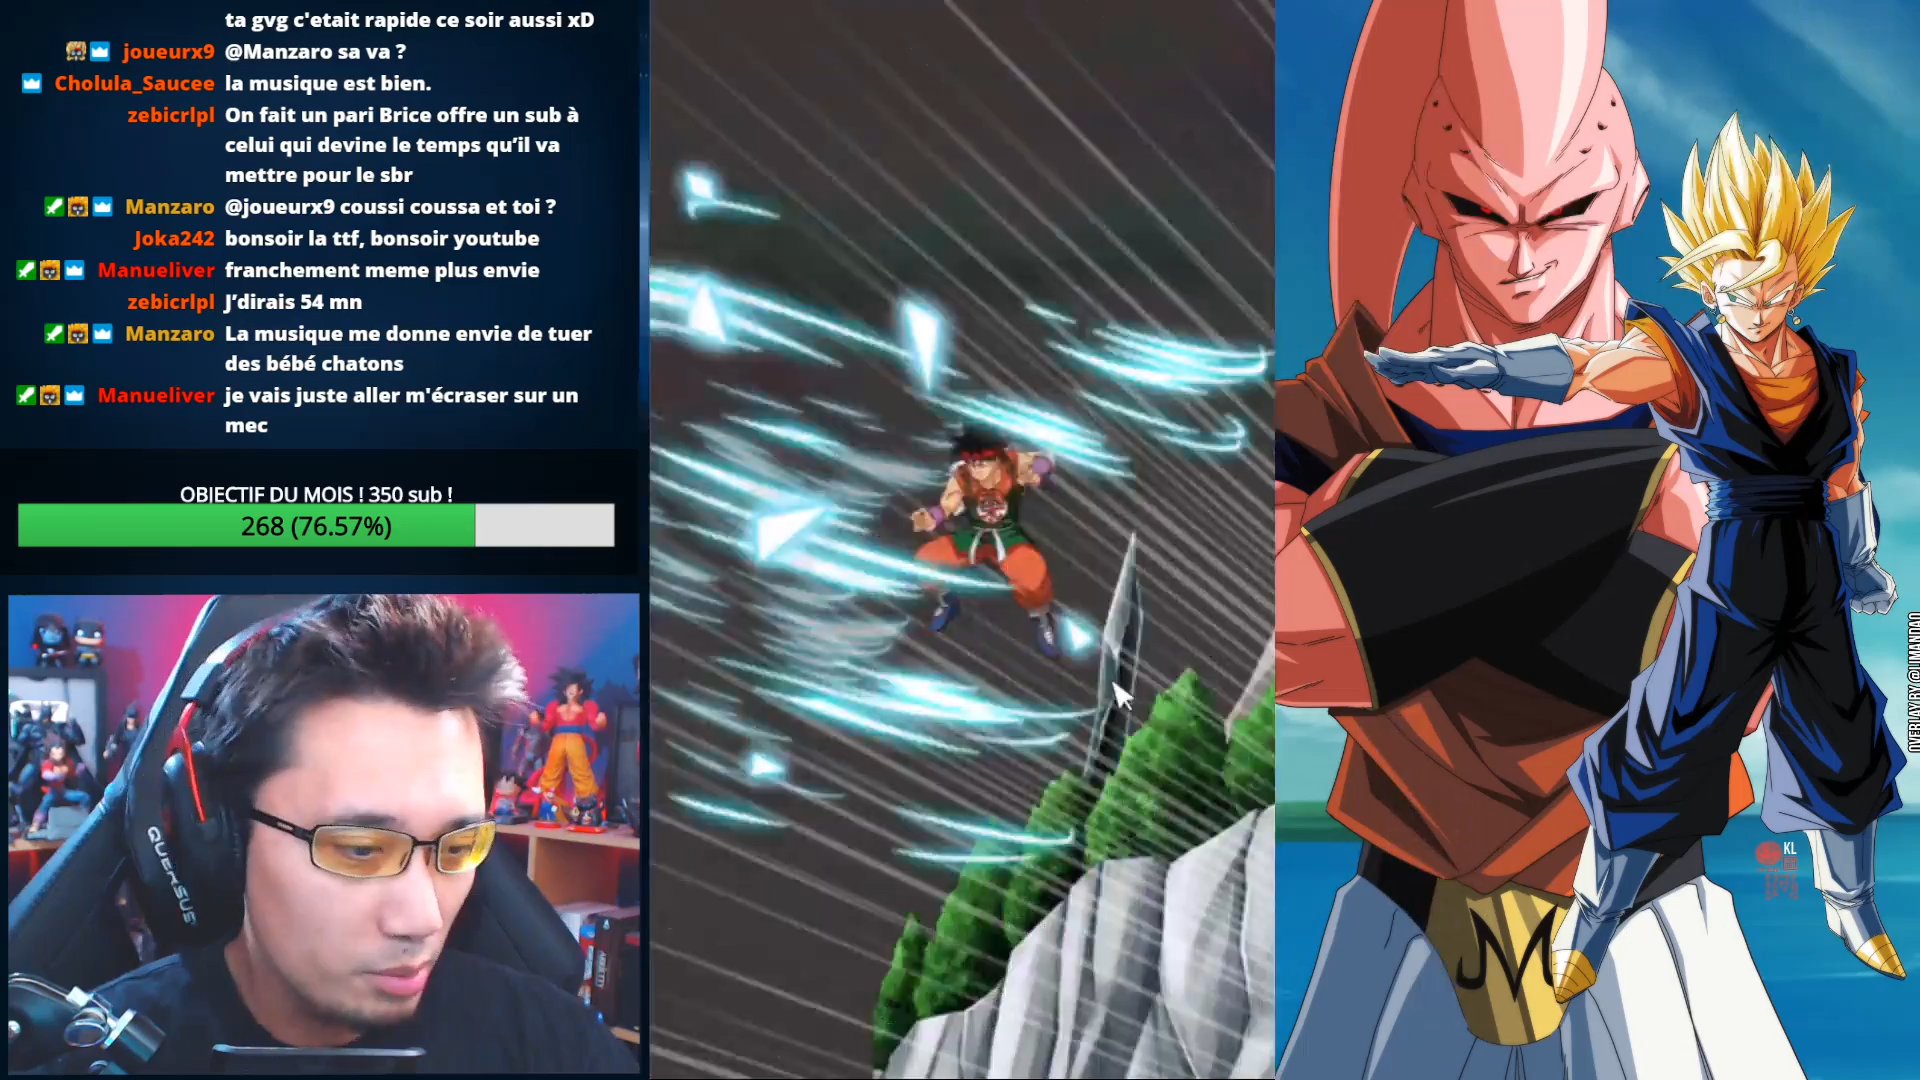 ta gvg c'etait rapide ce soir aussi xD
joueurx9 @Manzaro sa va ?
Cholula_Saucee la musique est bien.
zebicrlpl On fait un pari Brice offre un sub à
celui qui devine le temps qu’il va
mettre pour le sbr
Manzaro @joueurx9 coussi coussa et toi ?
Joka242 bonsoir la ttf, bonsoir youtube
Manueliver franchement meme plus envie
zebicrlpl J’dirais 54 mn
Manzaro La musique me donne envie de tuer
des bébé chatons
Manueliver je vais juste aller m'écraser sur un
mec
OBJECTIF DU MOIS ! 350 sub !
268 (76.57%)
QUERSUS
OVERLAY BY @LIMANDAO_
KL
M